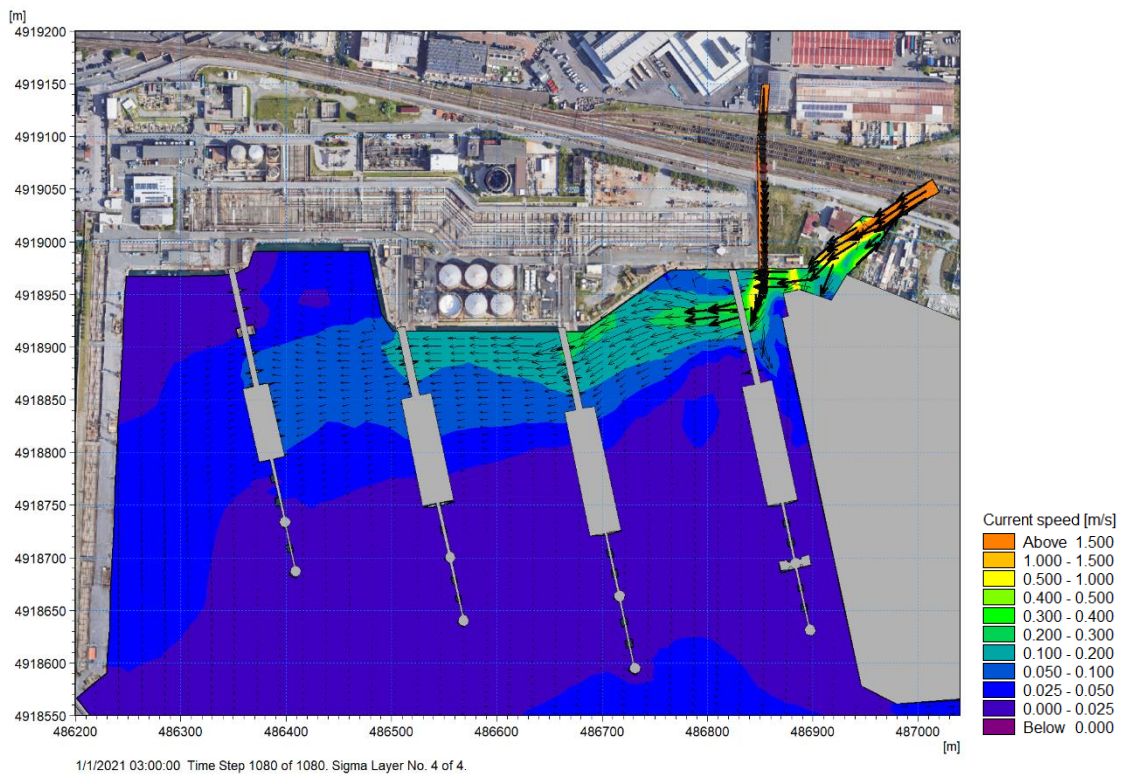 [m]
4919200
4919150
4919100
4919050
4919000
4918950
4918900
4918850
4918800
4918750
4918700
4918650
4918600
4918550
486200 486300 486400 486500 486600 486700 486800 486900 487000
[m]
Current speed [m/s]
Above 1.500
1.000 - 1.500
0.500 - 1.000
0.400 - 0.500
0.300 - 0.400
0.200 - 0.300
0.100 - 0.200
0.050 - 0.100
0.025 - 0.050
0.000 - 0.025
Below 0.000
1/1/2021 03:00:00 Time Step 1080 of 1080. Sigma Layer No. 4 of 4.